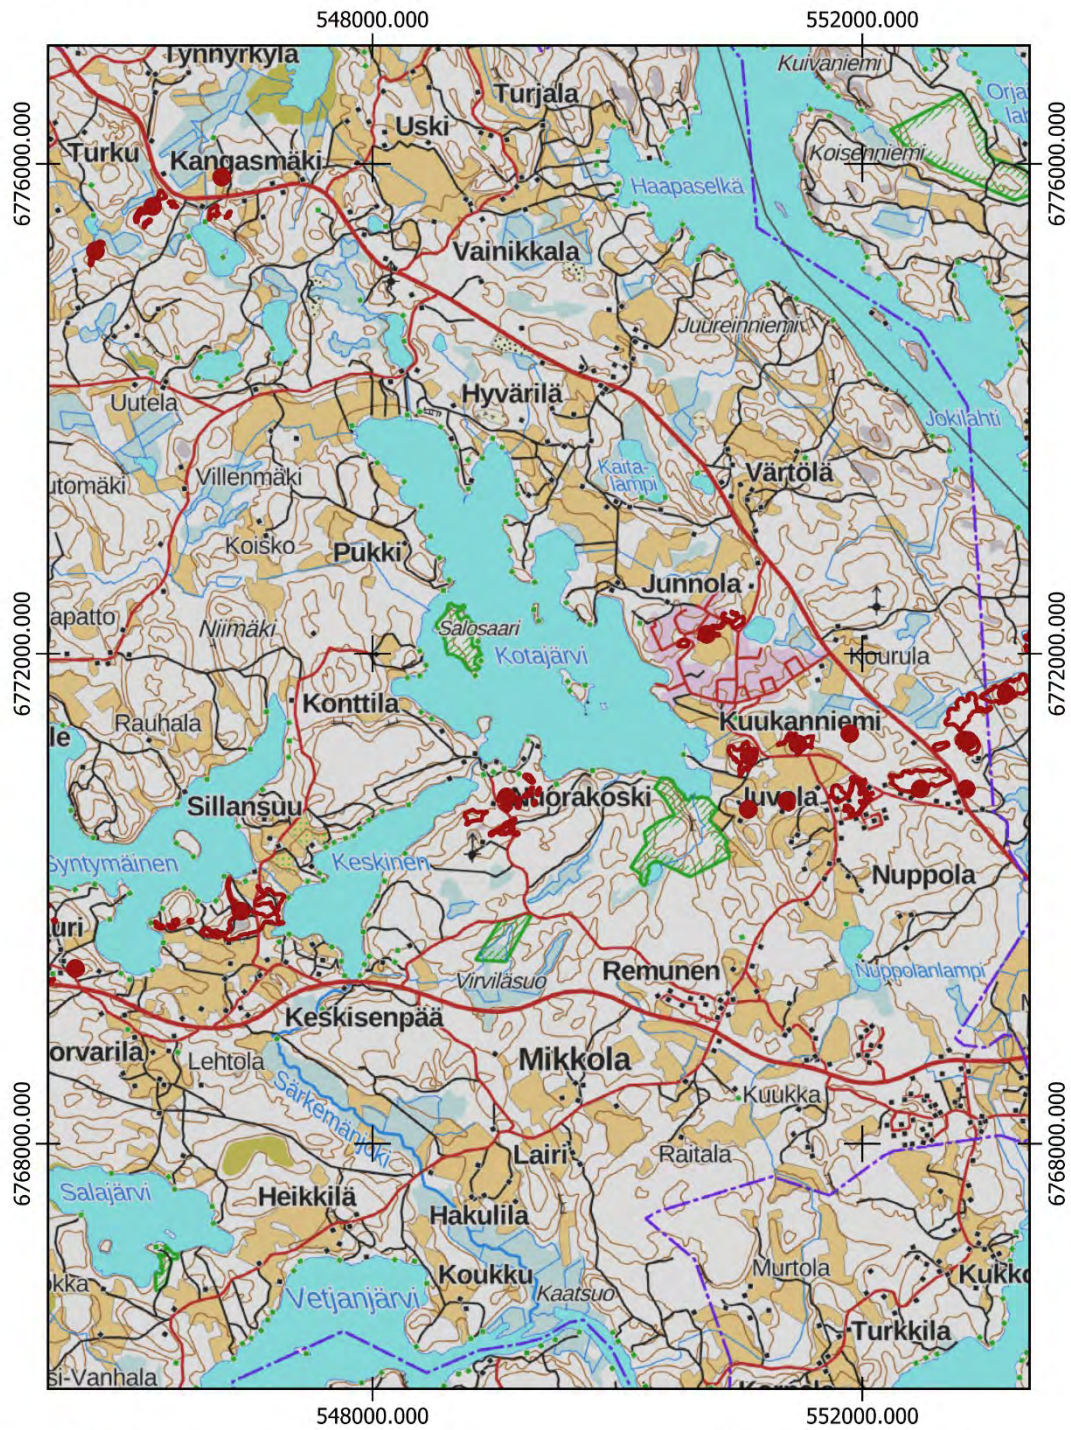 548000.000
552000.000
Tynnyrkylä
Kuivaniemi
Turjala
Orja
lah
Uski
6776000.000
6776000.000
Turku
Kangasmäki
Koisenniemi
Haapaselkä
Vainikkala
Juureinniemi
Hyvärilä
Uutela
Jokilahti
Kaita-
lampi
Värtölä
utomäki
Villenmäki
Koisko
Pukki
Junnola
apatto
Niimäki
Salosaari
Kotajärvi
Kourula
6772000.000
6772000.000
Konttila
Rauhala
Kuukanniemi
le
Sillansuu
Vuorakoski
Juvola
Syntymäinen
Keskinen
Nuppola
uri
Remunen
Nuppolanlampi
Virviläsuo
Keskisenpää
orvarila
Lehtola
Mikkola
Särkemänjoki
Kuukka
6768000.000
6768000.000
Lairi
Raitala
Salajärvi
Heikkilä
Hakulila
Koukku
Murtola
Kukko
okka
Vetjanjärvi
Kaatsuo
Turkkila
si-Vanhala
548000.000
552000.000